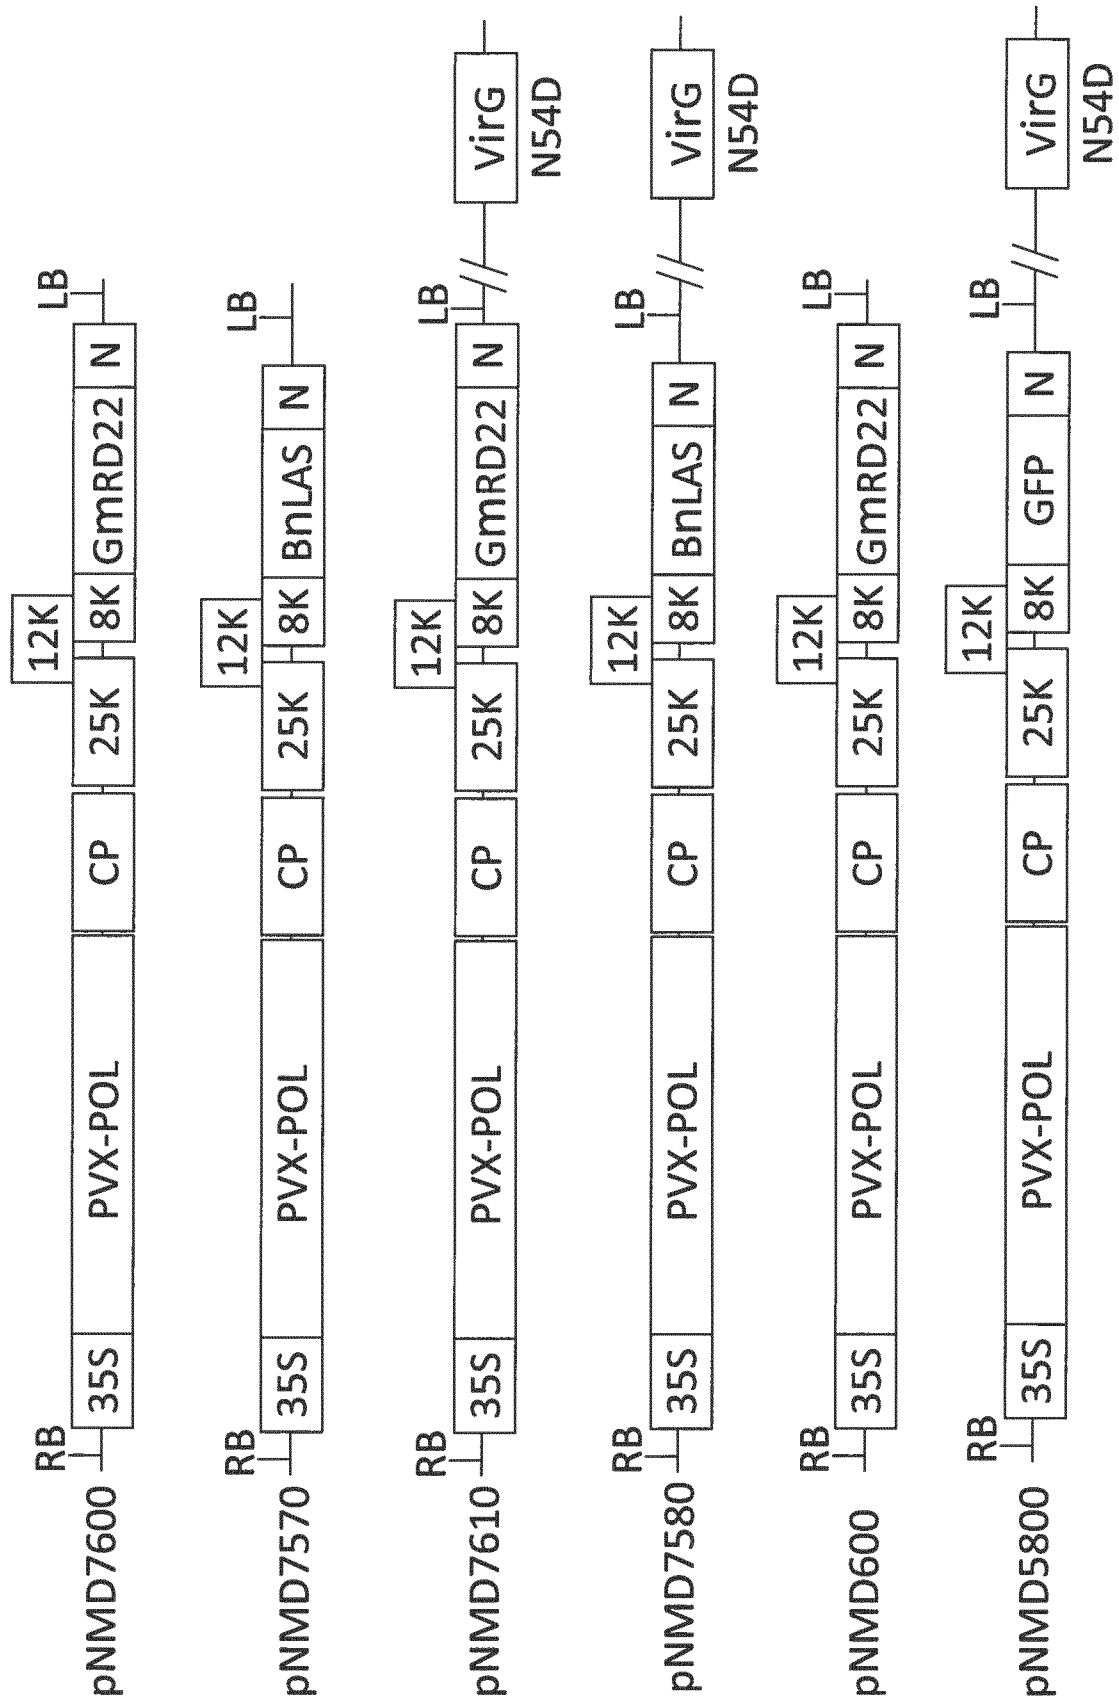 pNMD7600 RB 35S PVX-POL CP 25K 12K 8K GmRD22 N LB
pNMD7570 RB 35S PVX-POL CP 25K 12K 8K BnLAS N LB
pNMD7610 RB 35S PVX-POL CP 25K 12K 8K GmRD22 N LB VirG
N54D
pNMD7580 RB 35S PVX-POL CP 25K 12K 8K BnLAS N LB VirG
N54D
pNMD600 RB 35S PVX-POL CP 25K 12K 8K GmRD22 N LB
pNMD5800 RB 35S PVX-POL CP 25K 12K 8K GFP N LB VirG
N54D